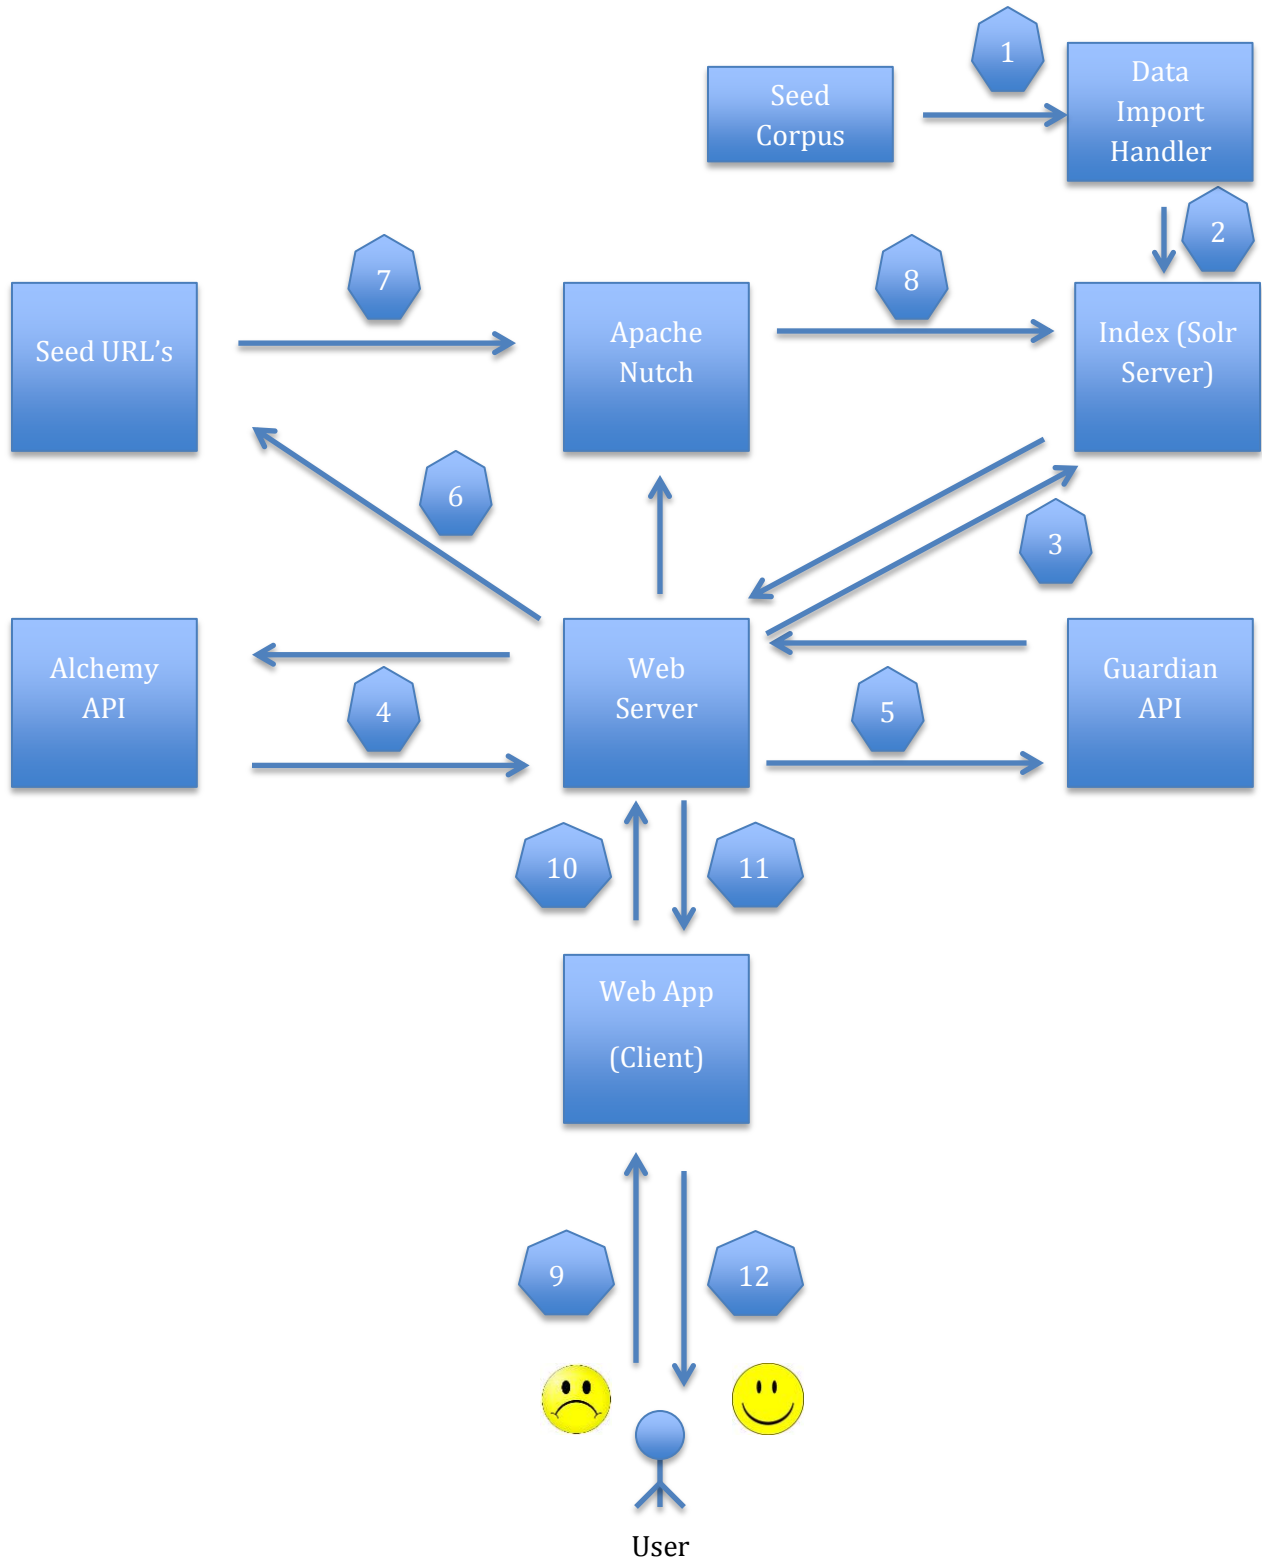 1
Seed
Corpus
Data
Import
Handler
2
7
8
Seed URL’s
Apache
Nutch
Index (Solr
Server)
6
3
Alchemy
API
4
Web
Server
5
Guardian
API
10
11
Web App
(Client)
9
12
User